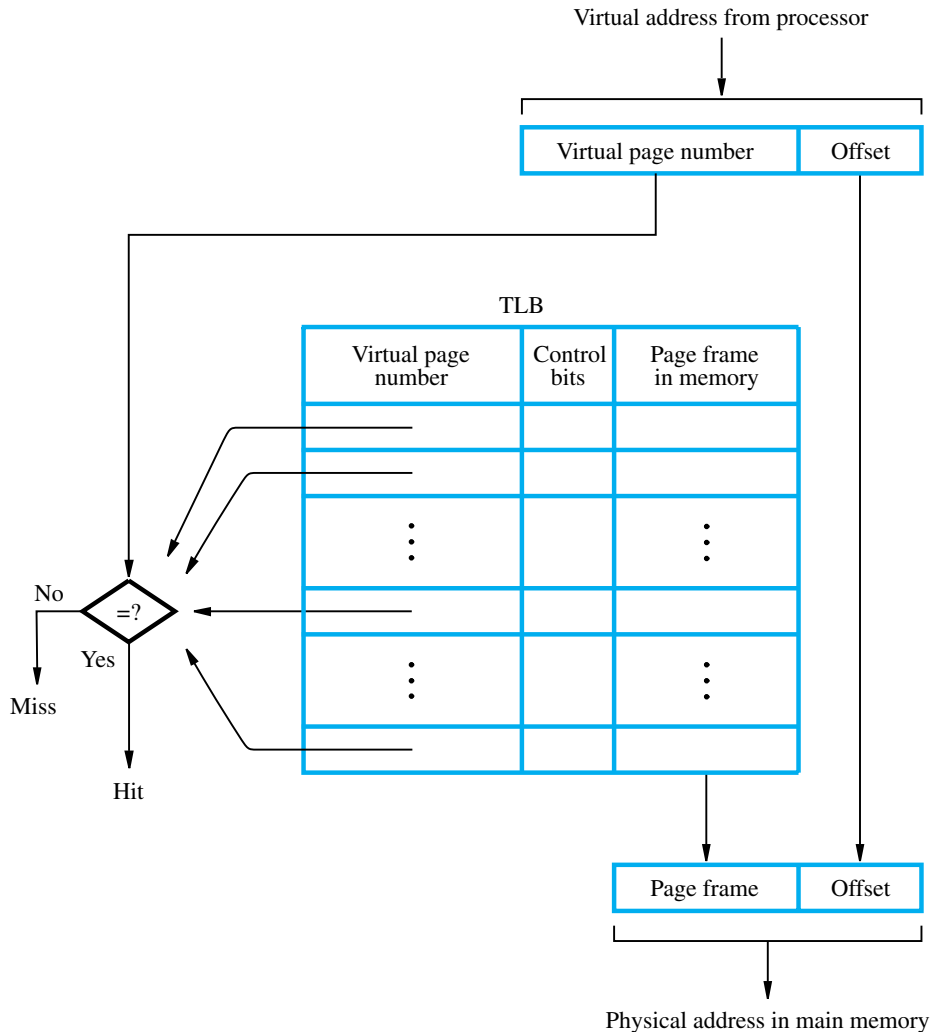 Virtual address from processor
Virtual page number
Offset
TLB
Virtual page
number
Control
bits
Page frame
in memory
No
=?
Yes
Miss
Hit
Page frame
Offset
Physical address in main memory